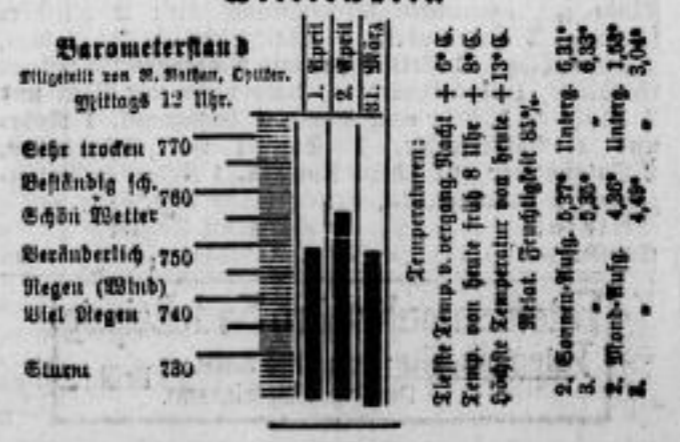 Barometerstand
Mitgeteilt von M. Nathan, Optiker.
Mittags 12 Uhr.
Sehr trocken 770
Beständig sch.
760
Schön Wetter
Veränderlich 750
Regen (Wind)
Viel Regen 740
Sturm 730
1. April
2. April
31. März
Temperaturen:
Tiefste Temp. v. vergang. Nacht + 6° C.
Temp. von heute früh 8 Uhr + 8° C.
Höchste Temperatur von heute +13° C.
Relat. Feuchtigkeit 83%.
2. Sonnen-Aufg. 5,37" Unterg. 6,31"
3. " 5,35" " 6,33"
2. Mond-Aufg. 4,36" Unterg. 1,58"
" 4,49" " 3,04"